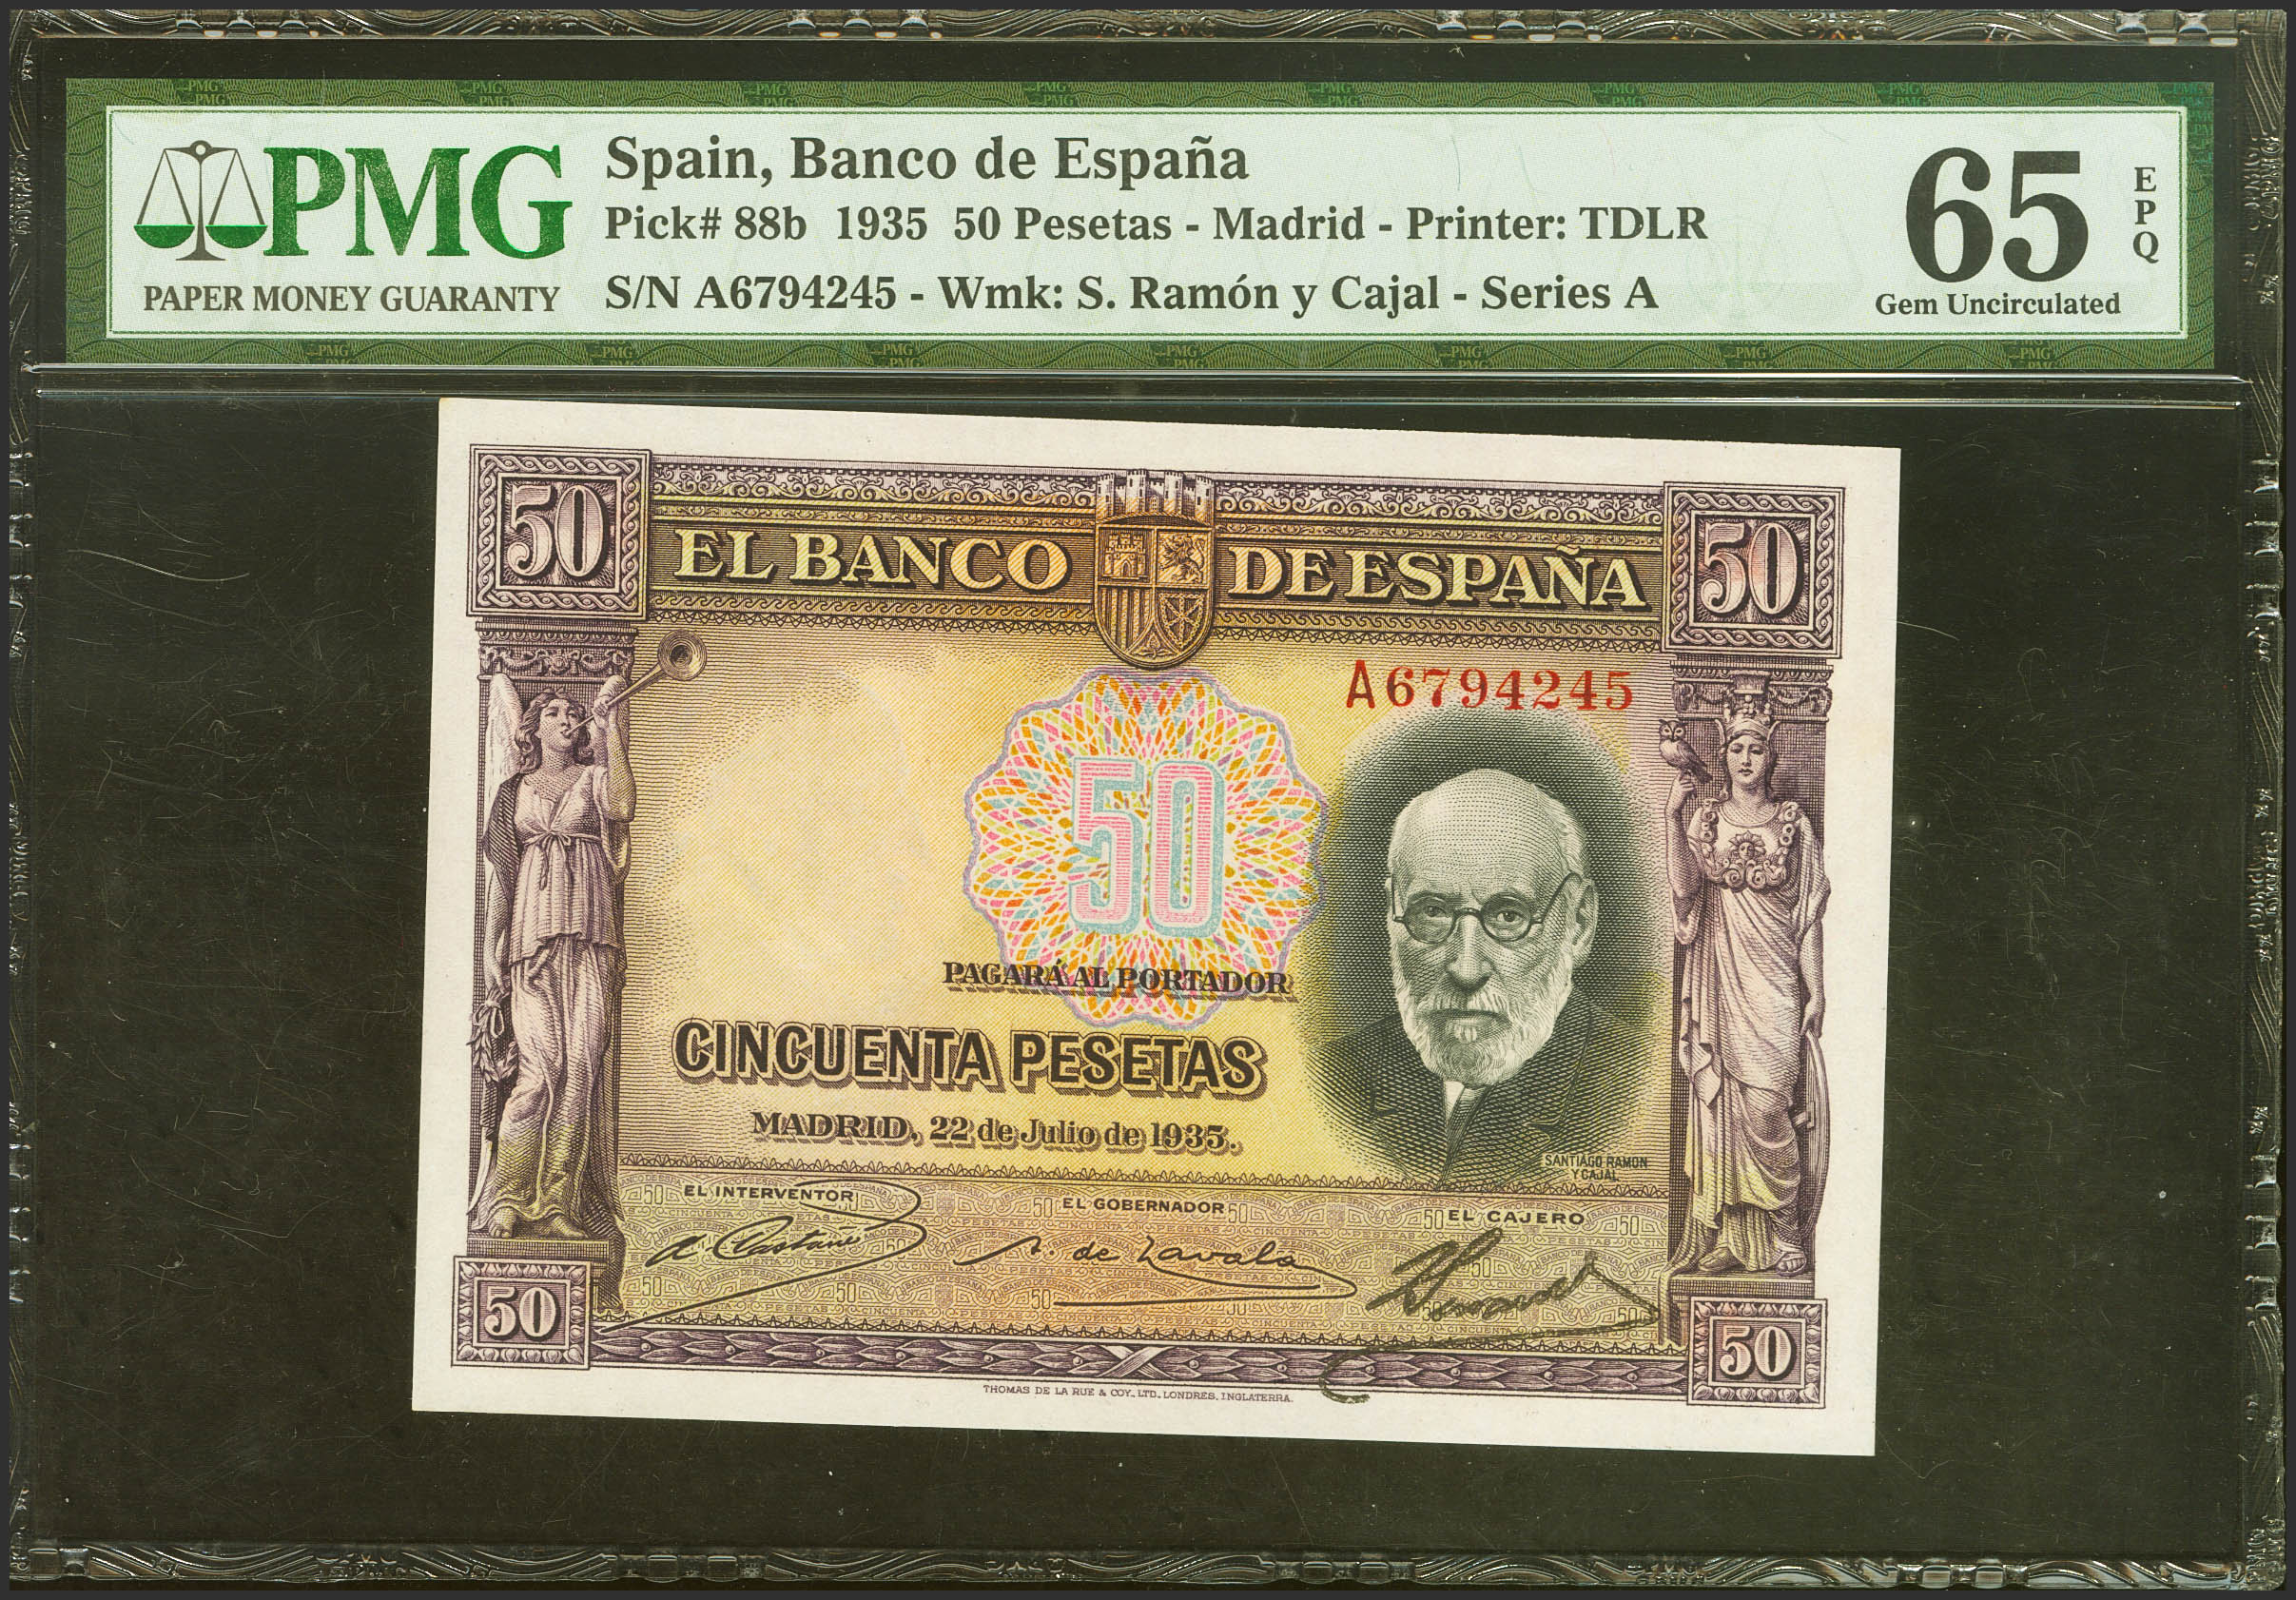 PMG
PAPER MONEY GUARANTY
Spain, Banco de España
Pick# 88b 1935 50 Pesetas - Madrid - Printer: TDLR
S/N A6794245 - Wmk: S. Ramón y Cajal - Series A
65
EPQ
Gem Uncirculated
50
EL BANCO DE ESPAÑA
50
A6794245
50
PAGARÁ AL PORTADOR
CINCUENTA PESETAS
MADRID, 22 de Julio de 1935.
SANTIAGO RAMON
Y CAJAL
EL INTERVENTOR
EL GOBERNADOR
EL CAJERO
50
50
THOMAS DE LA RUE & COY., LTD., LONDRES, INGLATERRA.